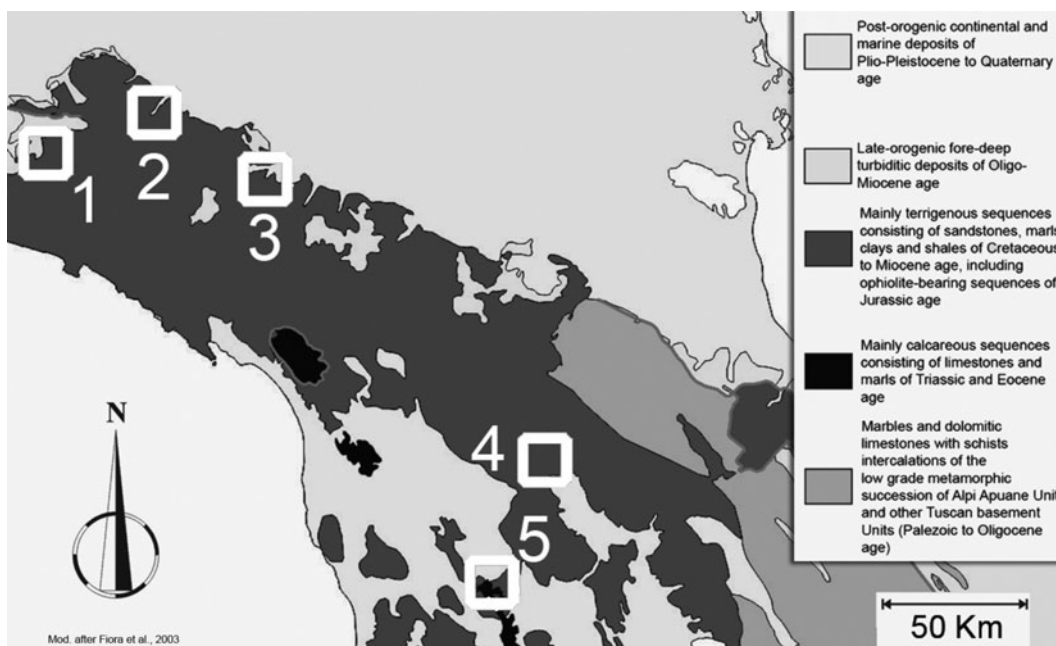 Post-orogenic continental and
marine deposits of
Plio-Pleistocene to Quaternary
age
Late-orogenic fore-deep
turbiditic deposits of Oligo-
Miocene age
Mainly terrigenous sequences
consisting of sandstones, marls
clays and shales of Cretaceous
to Miocene age, including
ophiolite-bearing sequences of
Jurassic age
Mainly calcareous sequences
consisting of limestones and
marls of Triassic and Eocene
age
Marbles and dolomitic
limestones with schists
intercalations of the
low grade metamorphic
succession of Alpi Apuane Unit
and other Tuscan basement
Units (Palezoic to Oligocene
age)
1
2
3
4
5
N
50 Km
Mod. after Fiora et al., 2003